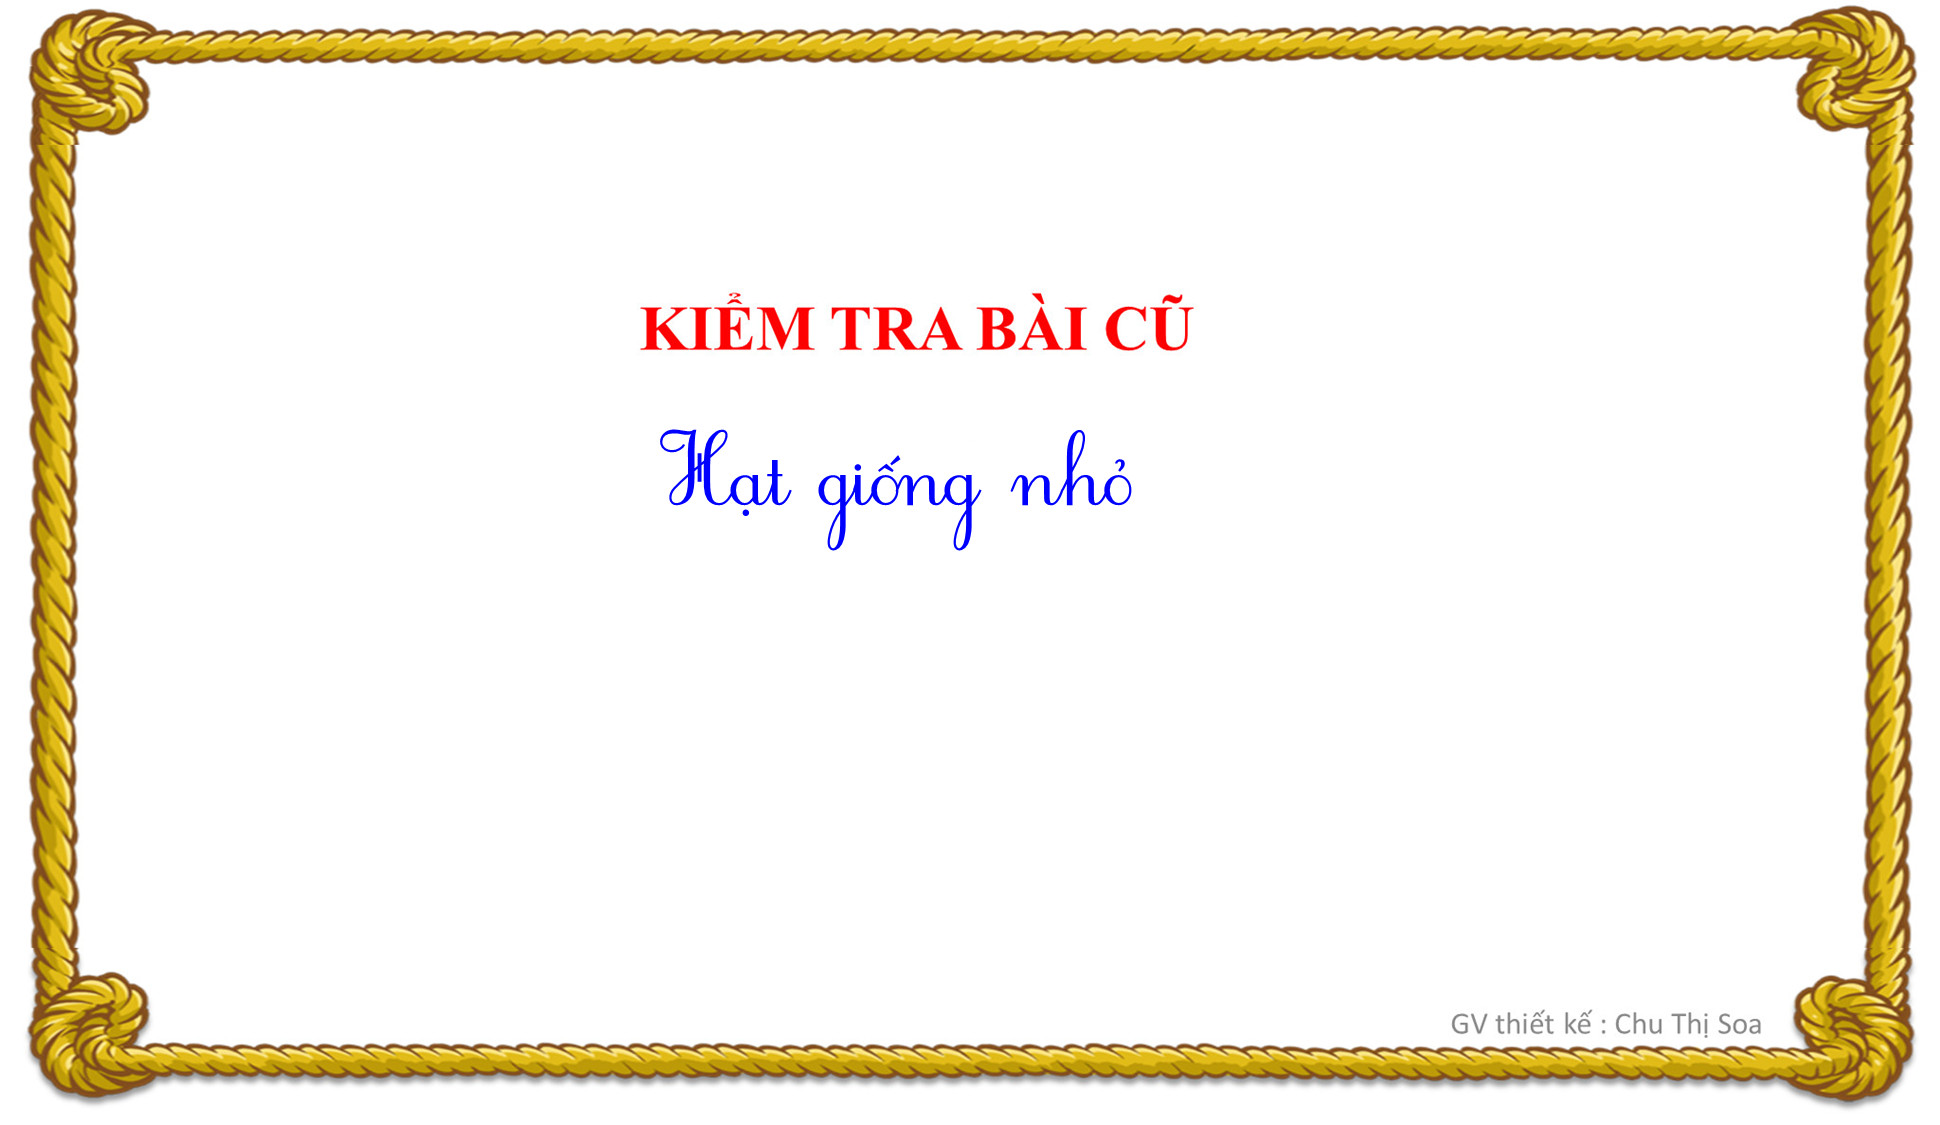 KIỂM TRA BÀI CŨ
Hạt giống nhỏ
GV thiết kế : Chu Thị Soa